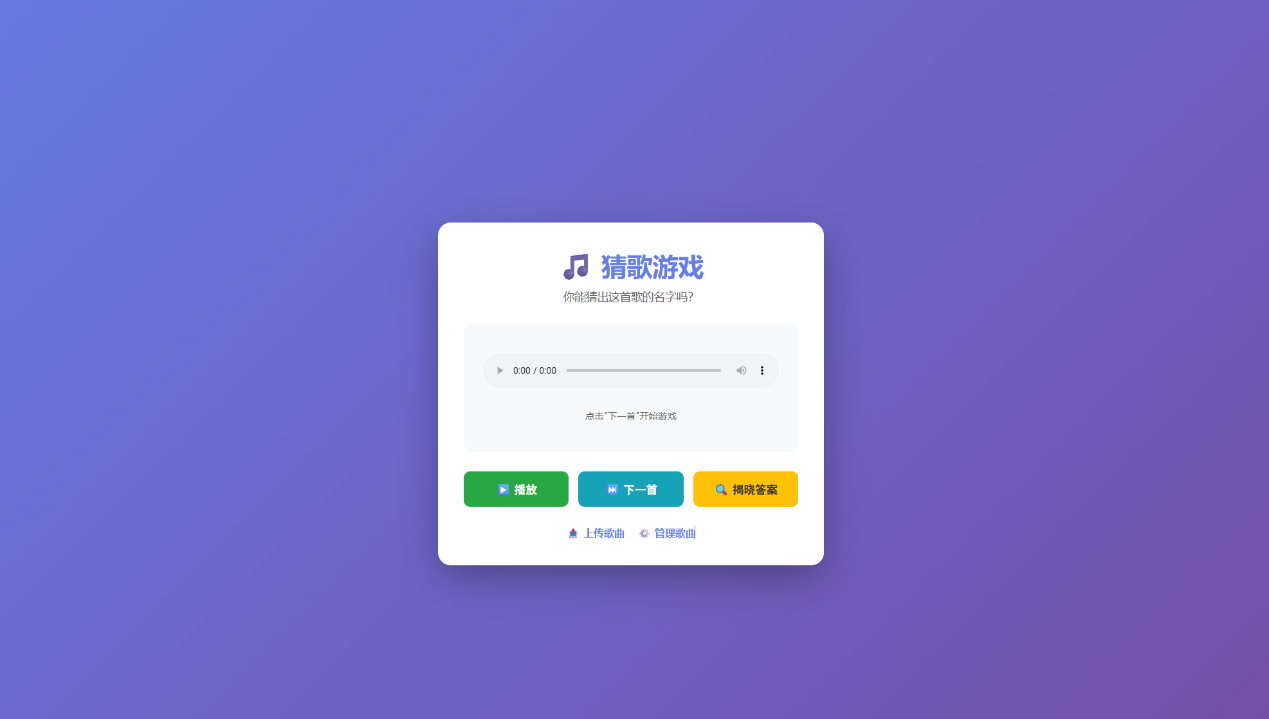 🎵 猜歌游戏
你能猜出这首歌的名字吗？
0:00 / 0:00
点击"下一首"开始游戏
▶️ 播放 ⏭️ 下一首 🔍 揭晓答案
📤 上传歌曲 ⚙️ 管理歌曲